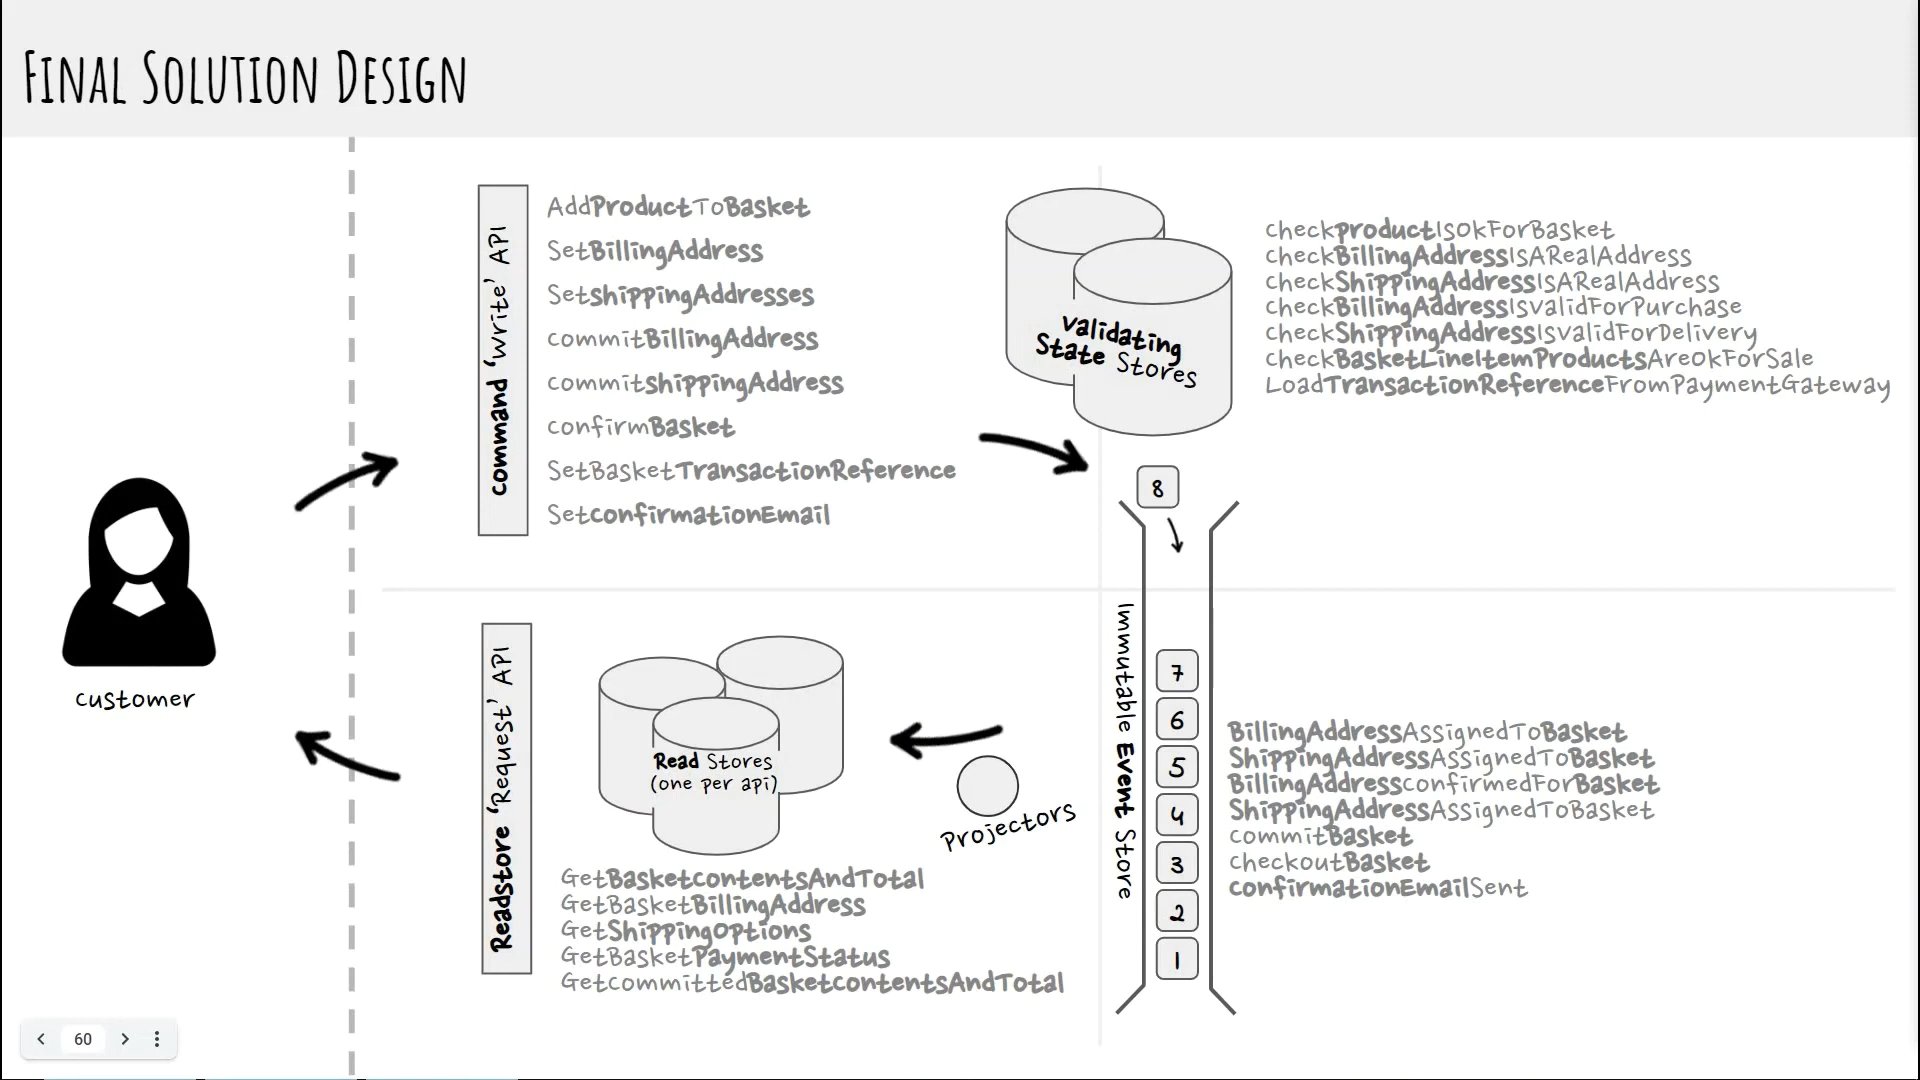 Final Solution Design
command 'Write' API
AddProductToBasket
SetBillingAddress
SetshippingAddresses
commitBillingAddress
commitshippingAddress
confirmBasket
SetBasketTransactionReference
SetconfirmationEmail
Validating
State Stores
checkproductIsOkForBasket
checkBillingAddressIsARealAddress
checkShippingAddressIsARealAddress
checkBillingAddressIsvalidForPurchase
checkShippingAddressIsvalidForDelivery
checkBasketLineItemProductsAreOkForSale
LoadTransactionReferenceFromPaymentGateway
8
customer
Readstore 'Request' API
Read Stores
(one per api)
Projectors
GetBasketcontentsAndTotal
GetBasketBillingAddress
GetShippingOptions
GetBasketPaymentStatus
GetcommittedBasketcontentsAndTotal
Immutable Event Store
7
6
5
4
3
2
1
BillingAddressAssignedToBasket
ShippingAddressAssignedToBasket
BillingAddressconfirmedForBasket
ShippingAddressAssignedToBasket
commitBasket
checkoutBasket
confirmationEmailSent
60